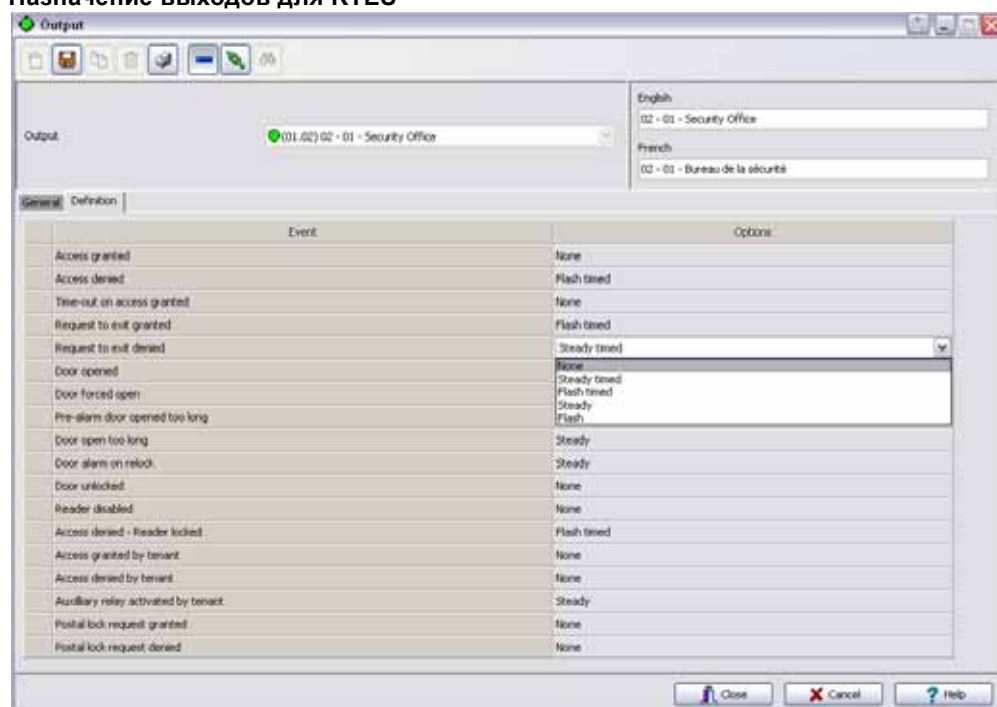 Назначение выходов для KTES
Output
Output
(01.02) 02 - 01 - Security Office
English
02 - 01 - Security Office
French
02 - 01 - Bureau de la sécurité
General Definition
Event Options
Access granted None
Access denied Flash timed
Time-out on access granted None
Request to exit granted Flash timed
Request to exit denied Steady timed
Door opened None
Steady timed
Door forced open Flash timed
Steady
Pre-alarm door opened too long Flash
Door open too long Steady
Door alarm on relock Steady
Door unlocked None
Reader disabled None
Access denied - Reader locked Flash timed
Access granted by tenant None
Access denied by tenant None
Auxiliary relay activated by tenant Steady
Postal lock request granted None
Postal lock request denied None
Close Cancel Help